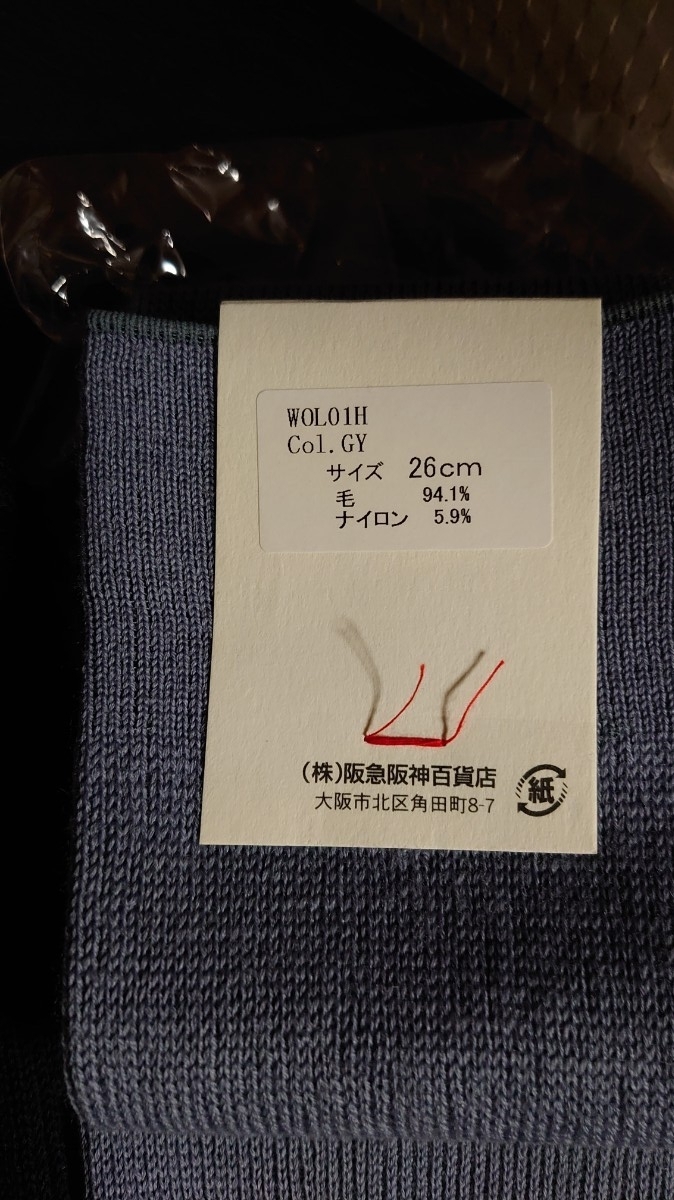 WOL01H
Col.GY
サイズ 26cm
毛 94.1%
ナイロン 5.9%
(株)阪急阪神百貨店
大阪市北区角田町8-7
紙